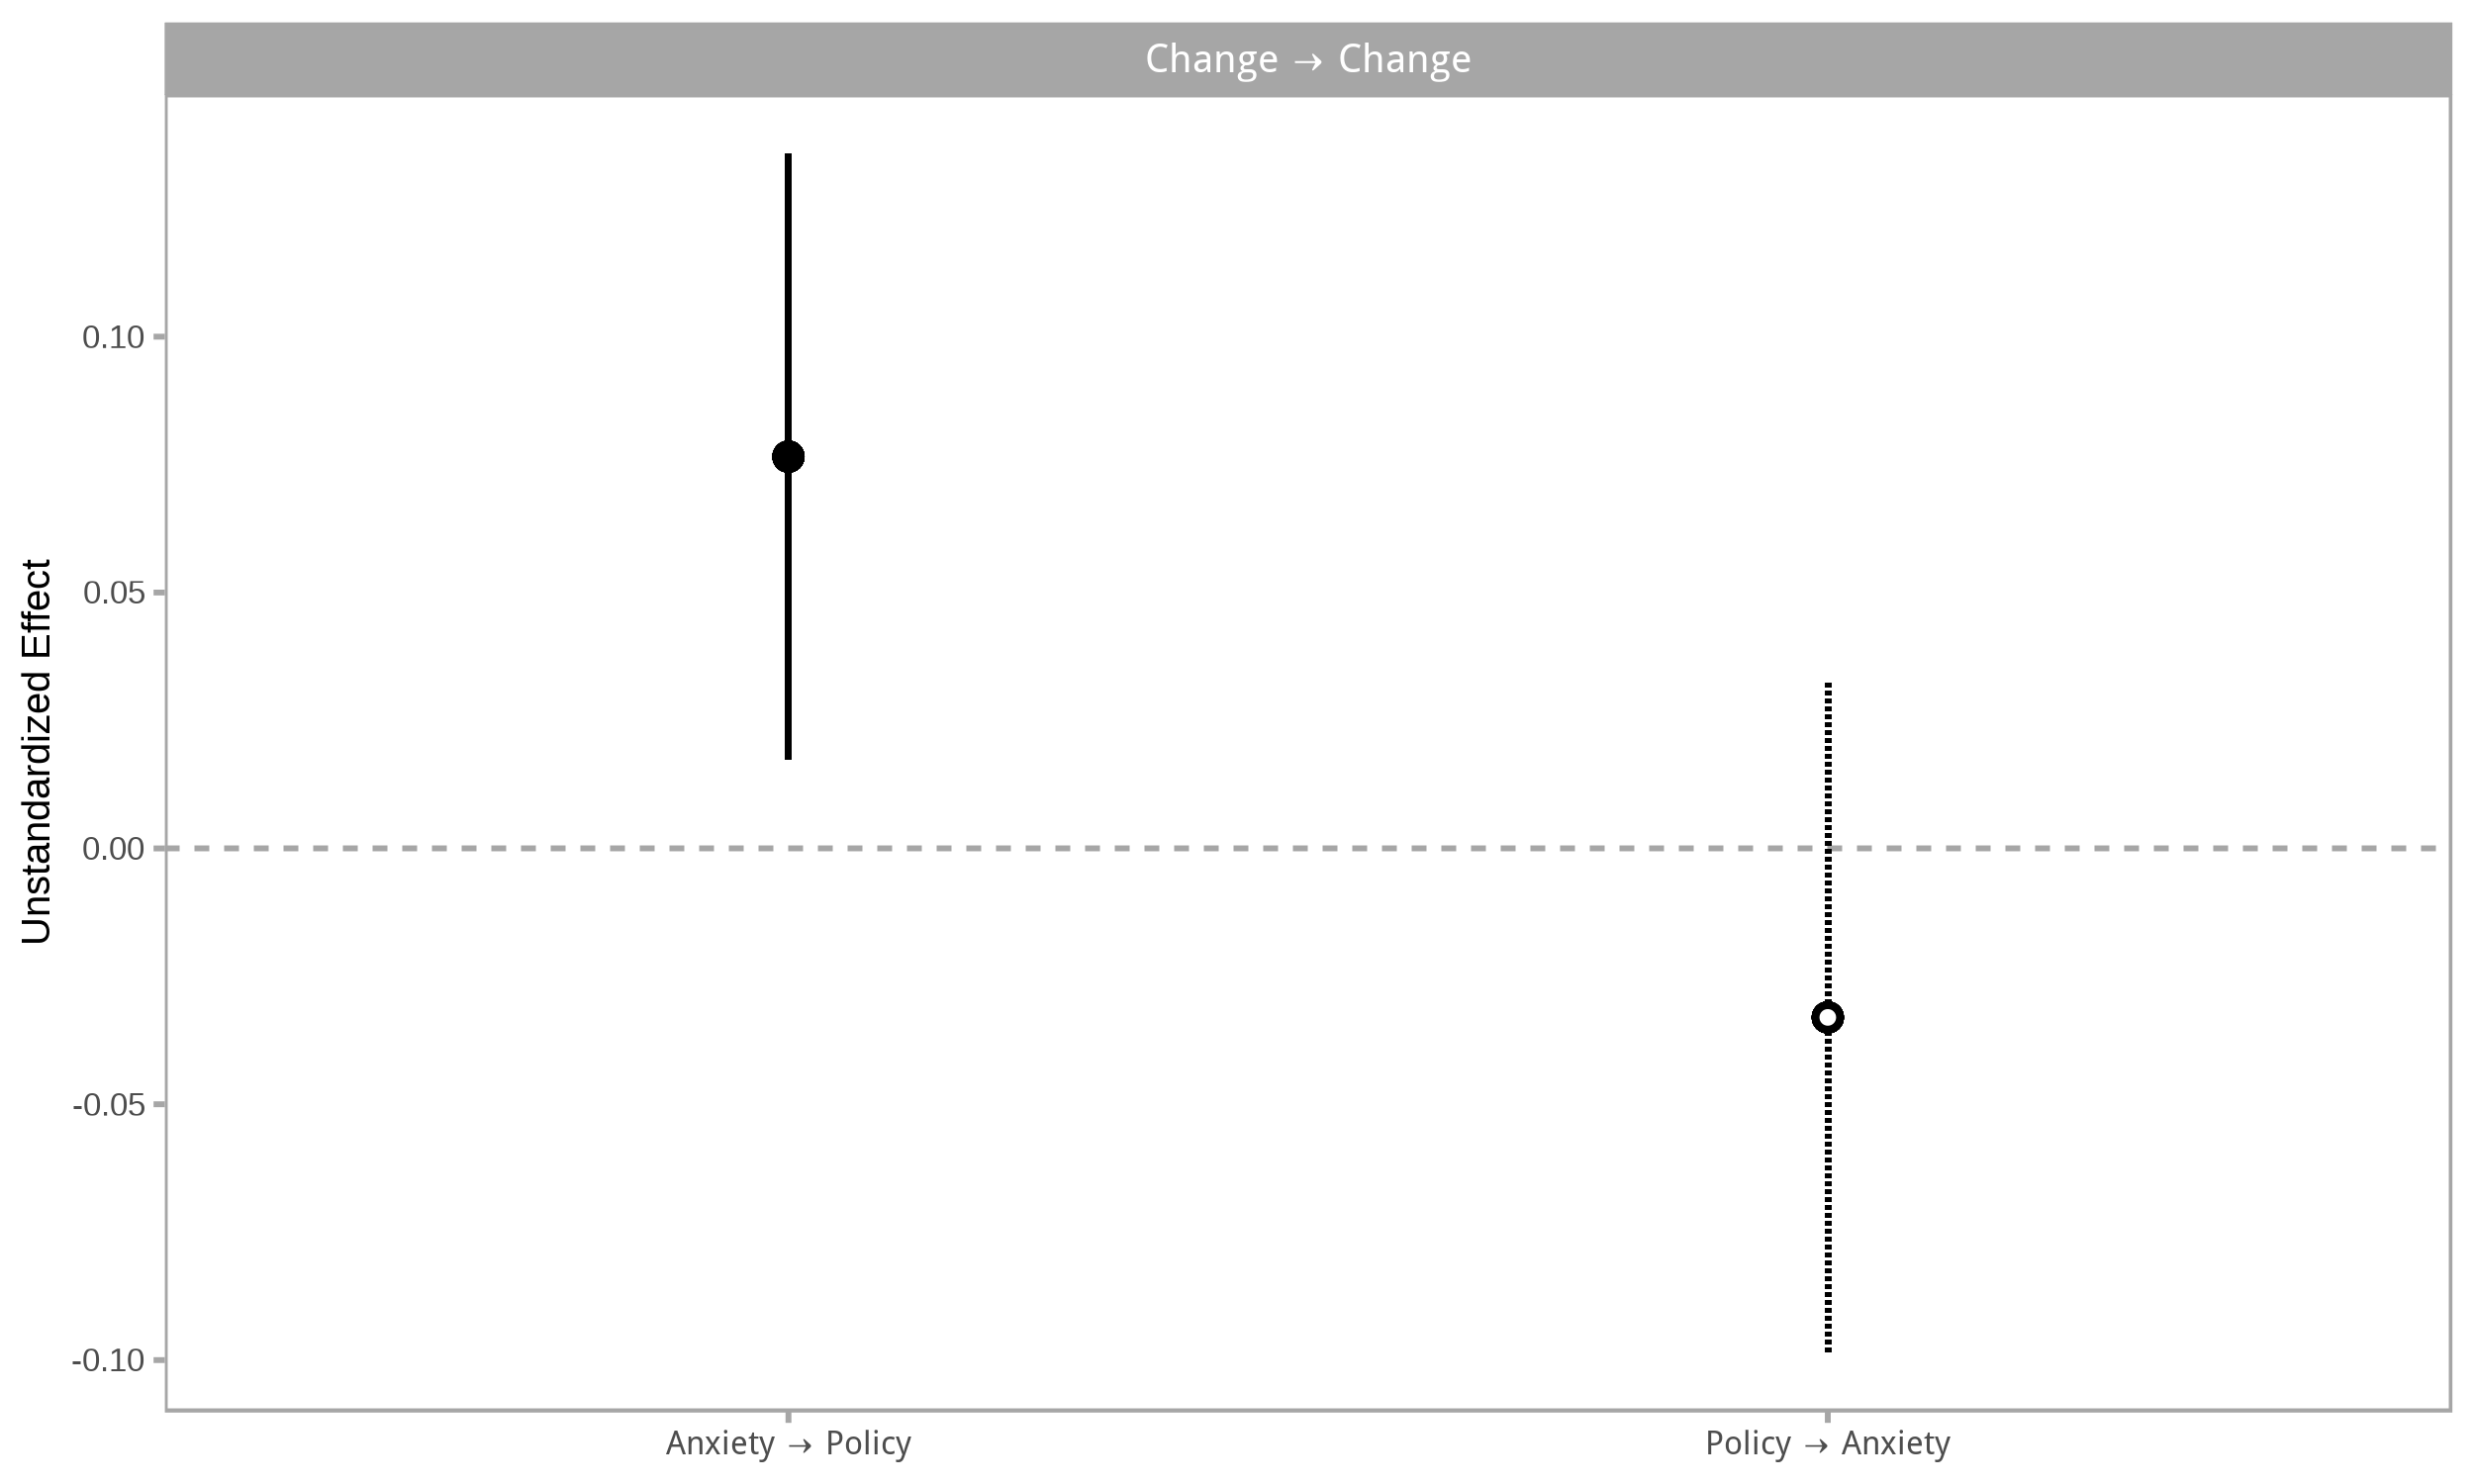 Change → Change
Unstandardized Effect
0.10
0.05
0.00
-0.05
-0.10
Anxiety → Policy
Policy → Anxiety